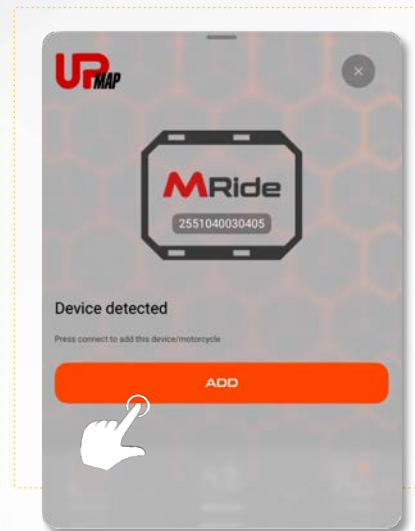 UPMAP
×
MRide
2551040030405
Device detected
Press connect to add this device/motorcycle
ADD